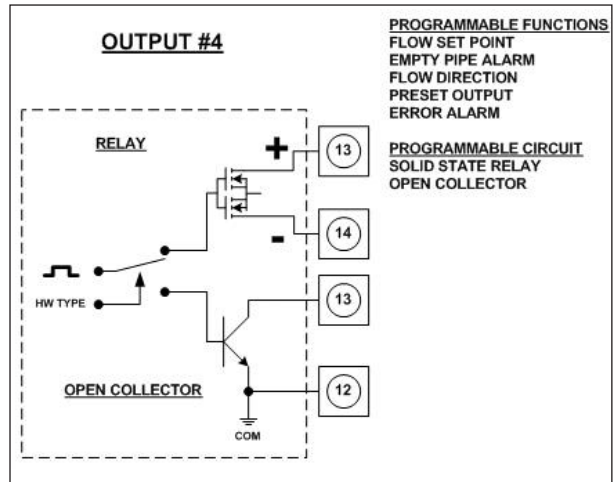 OUTPUT #4
PROGRAMMABLE FUNCTIONS
FLOW SET POINT
EMPTY PIPE ALARM
FLOW DIRECTION
PRESET OUTPUT
ERROR ALARM
PROGRAMMABLE CIRCUIT
SOLID STATE RELAY
OPEN COLLECTOR
RELAY
+
13
-
14
HW TYPE
13
OPEN COLLECTOR
12
COM